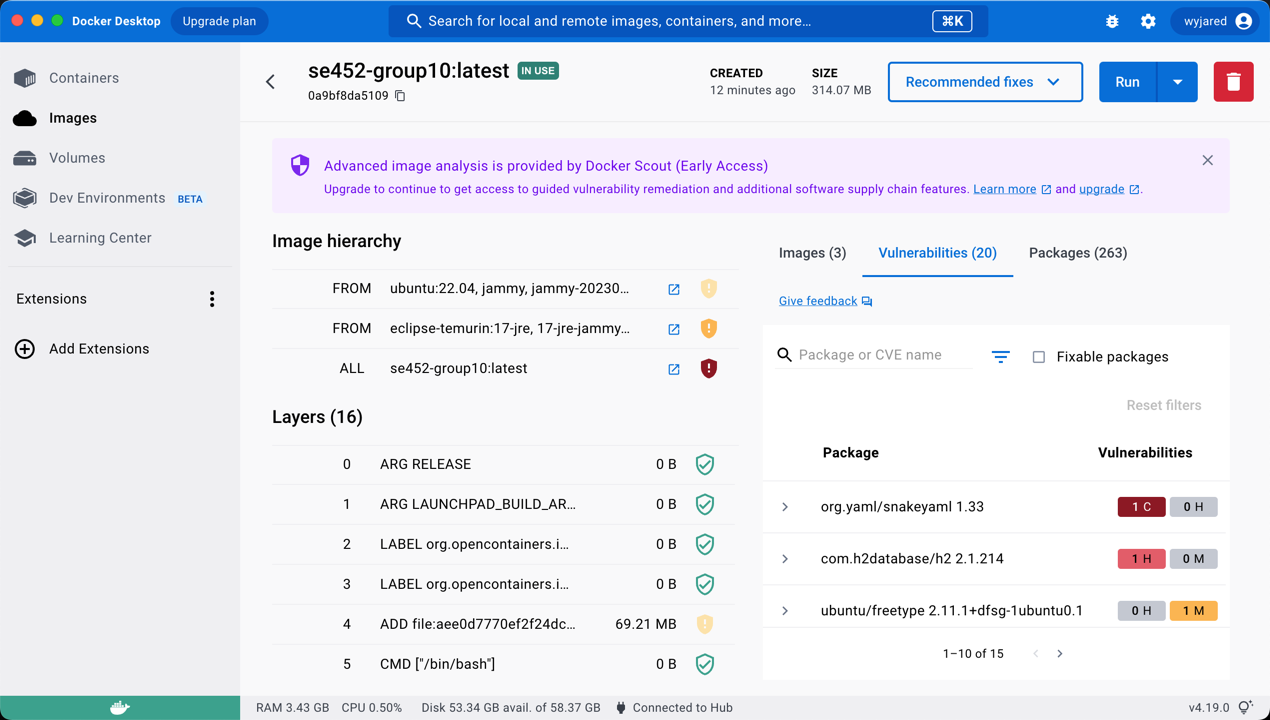 Docker Desktop
Upgrade plan
Search for local and remote images, containers, and more…
⌘K
wyjared
Containers
Images
Volumes
Dev Environments BETA
Learning Center
Extensions
Add Extensions
se452-group10:latest IN USE
0a9bf8da5109
CREATED
12 minutes ago
SIZE
314.07 MB
Recommended fixes
Run
Advanced image analysis is provided by Docker Scout (Early Access)
Upgrade to continue to get access to guided vulnerability remediation and additional software supply chain features. Learn more and upgrade.
Image hierarchy
FROM ubuntu:22.04, jammy, jammy-20230…
FROM eclipse-temurin:17-jre, 17-jre-jammy…
ALL se452-group10:latest
Layers (16)
0 ARG RELEASE 0 B
1 ARG LAUNCHPAD_BUILD_AR… 0 B
2 LABEL org.opencontainers.i… 0 B
3 LABEL org.opencontainers.i… 0 B
4 ADD file:aee0d7770ef2f24dc… 69.21 MB
5 CMD ["/bin/bash"] 0 B
Images (3)
Vulnerabilities (20)
Packages (263)
Give feedback
Package or CVE name
Fixable packages
Reset filters
Package Vulnerabilities
org.yaml/snakeyaml 1.33 1 C 0 H
com.h2database/h2 2.1.214 1 H 0 M
ubuntu/freetype 2.11.1+dfsg-1ubuntu0.1 0 H 1 M
1–10 of 15
RAM 3.43 GB CPU 0.50% Disk 53.34 GB avail. of 58.37 GB Connected to Hub
v4.19.0